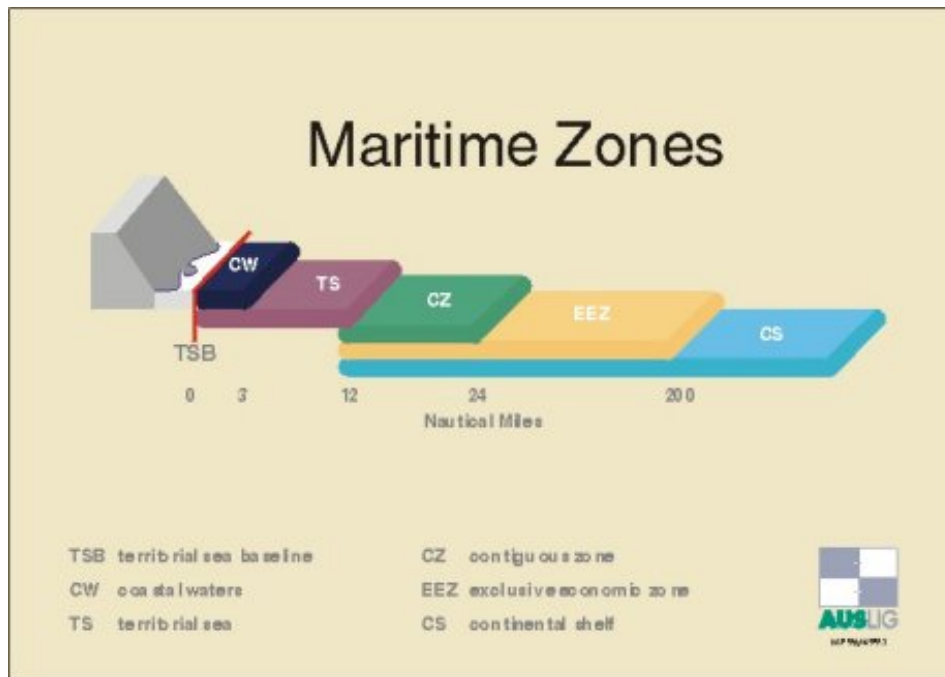 Maritime Zones
CW
TS
CZ
EEZ
CS
TSB
0 3 12 24 200
Nautical Miles
TSB territorial sea baseline
CW coastal waters
TS territorial sea
CZ contiguous zone
EEZ exclusive economic zone
CS continental shelf
AUSLIG